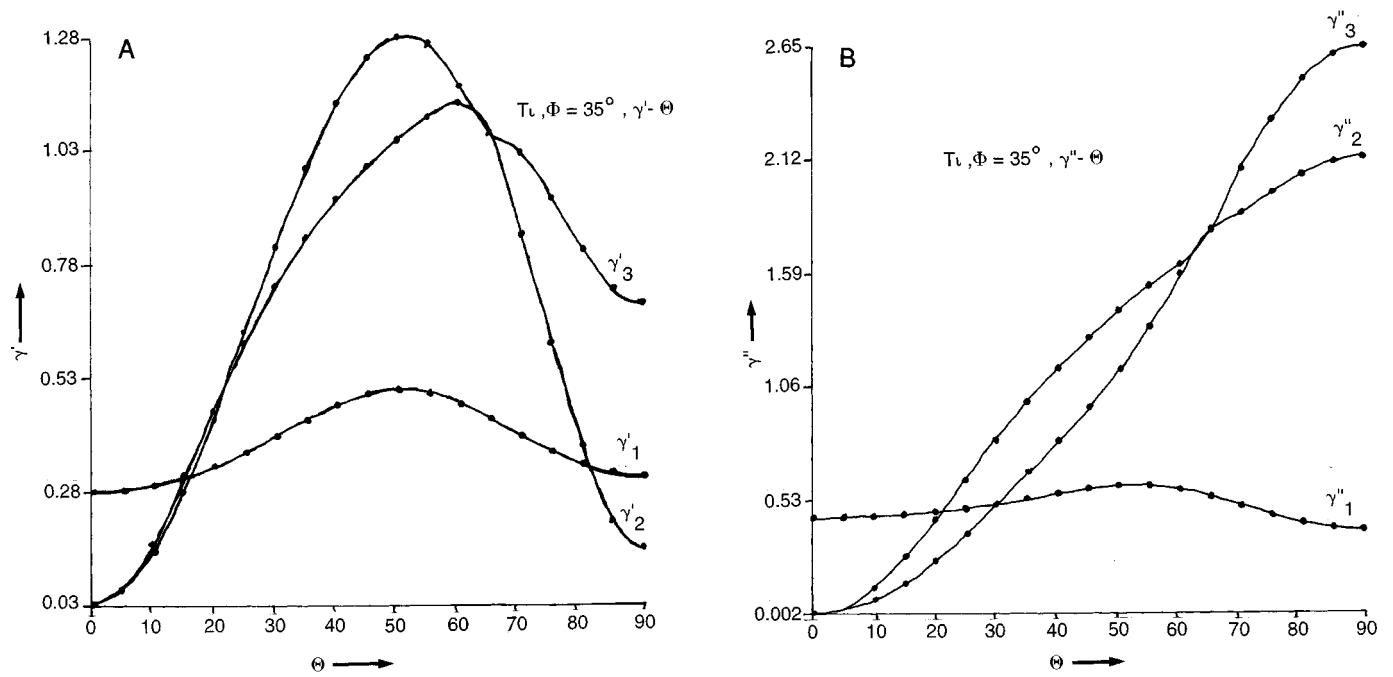 A
Tι ,Φ = 35° , γ'- Θ
1.28
1.03
0.78
0.53
0.28
0.03
γ'
γ'3
γ'1
γ'2
0 10 20 30 40 50 60 70 80 90
Θ
B
Tι ,Φ = 35° , γ''- Θ
2.65
2.12
1.59
1.06
0.53
0.002
γ''
γ''3
γ''2
γ''1
0 10 20 30 40 50 60 70 80 90
Θ